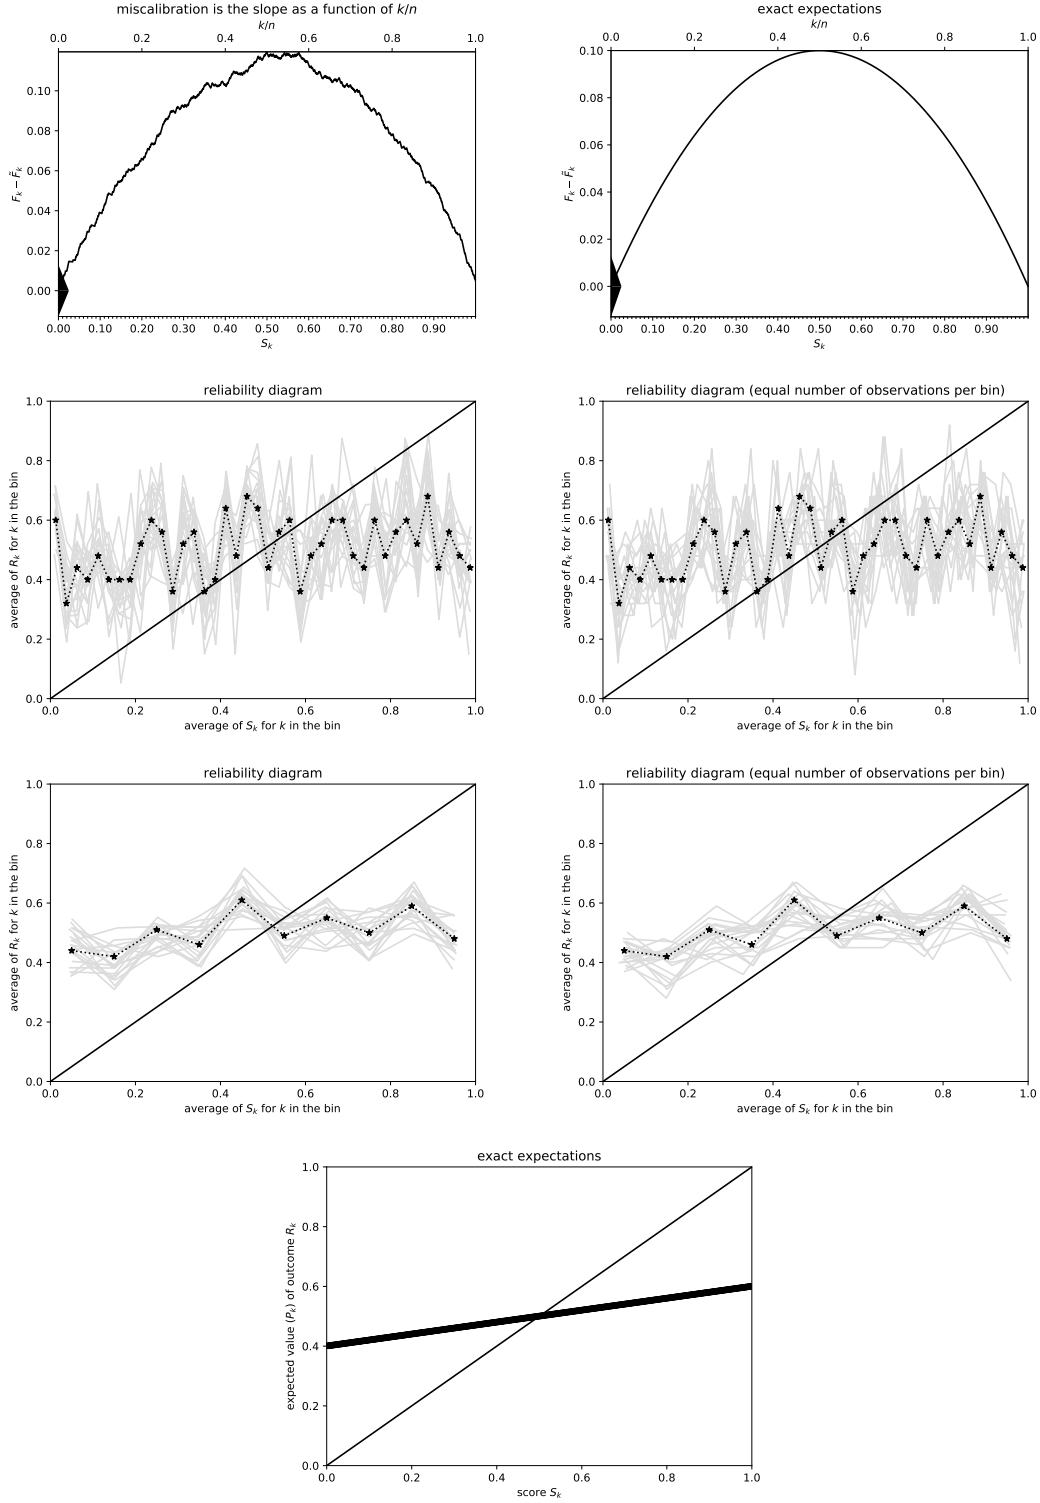 miscalibration is the slope as a function of k/n
k/n
0.0 0.2 0.4 0.6 0.8 1.0
0.10
0.08
0.06
0.04
0.02
0.00
F_k − F̃_k
0.00 0.10 0.20 0.30 0.40 0.50 0.60 0.70 0.80 0.90
S_k
exact expectations
k/n
0.0 0.2 0.4 0.6 0.8 1.0
0.10
0.08
0.06
0.04
0.02
0.00
F_k − F̃_k
0.00 0.10 0.20 0.30 0.40 0.50 0.60 0.70 0.80 0.90
S_k
reliability diagram
1.0
0.8
0.6
0.4
0.2
0.0
average of R_k for k in the bin
0.0 0.2 0.4 0.6 0.8 1.0
average of S_k for k in the bin
reliability diagram (equal number of observations per bin)
1.0
0.8
0.6
0.4
0.2
0.0
average of R_k for k in the bin
0.0 0.2 0.4 0.6 0.8 1.0
average of S_k for k in the bin
reliability diagram
1.0
0.8
0.6
0.4
0.2
0.0
average of R_k for k in the bin
0.0 0.2 0.4 0.6 0.8 1.0
average of S_k for k in the bin
reliability diagram (equal number of observations per bin)
1.0
0.8
0.6
0.4
0.2
0.0
average of R_k for k in the bin
0.0 0.2 0.4 0.6 0.8 1.0
average of S_k for k in the bin
exact expectations
1.0
0.8
0.6
0.4
0.2
0.0
expected value (P_k) of outcome R_k
0.0 0.2 0.4 0.6 0.8 1.0
score S_k